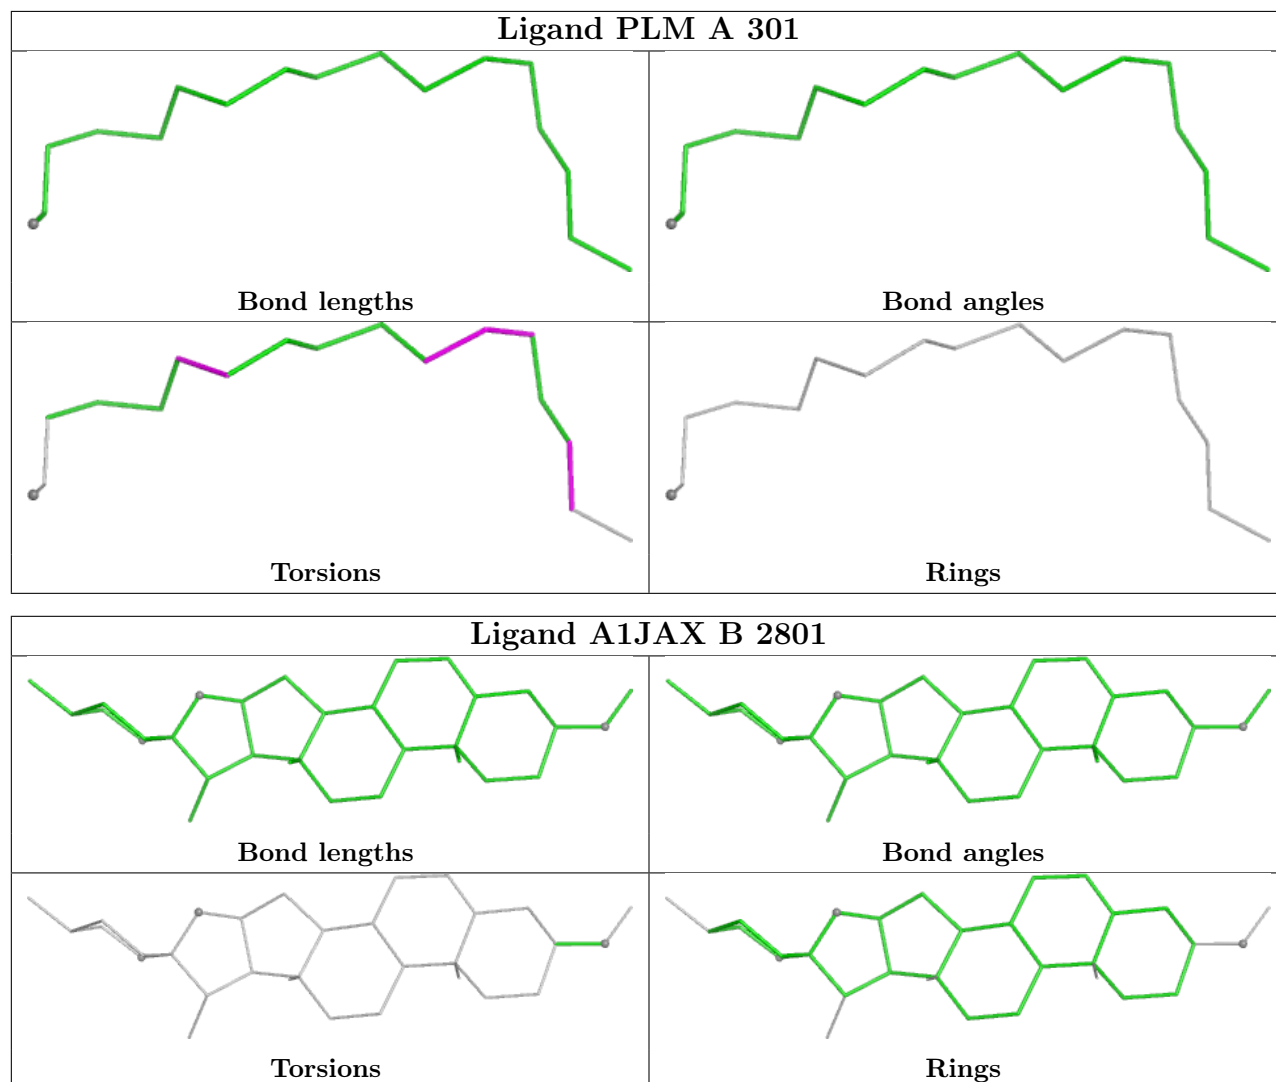 Ligand PLM A 301
Bond lengths
Bond angles
Torsions
Rings
Ligand A1JAX B 2801
Bond lengths
Bond angles
Torsions
Rings